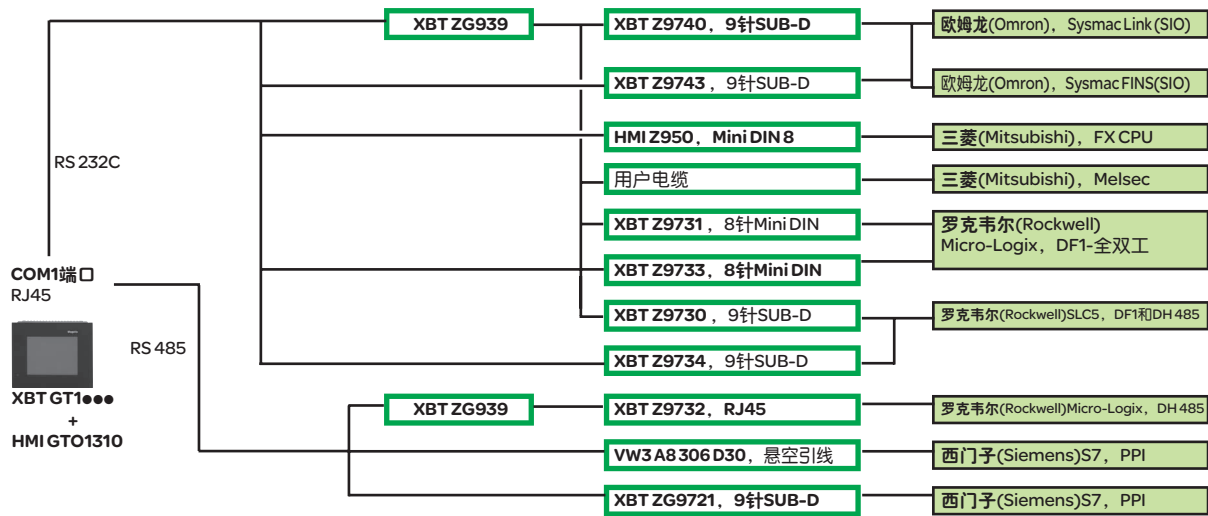 XBT ZG939
XBT Z9740，9针SUB-D
欧姆龙(Omron)，Sysmac Link (SIO)
XBT Z9743，9针SUB-D
欧姆龙(Omron)，Sysmac FINS(SIO)
HMI Z950，Mini DIN 8
三菱(Mitsubishi)，FX CPU
RS 232C
用户电缆
三菱(Mitsubishi)，Melsec
XBT Z9731，8针Mini DIN
罗克韦尔(Rockwell)
Micro-Logix，DF1-全双工
XBT Z9733，8针Mini DIN
COM1端口
RJ45
XBT Z9730，9针SUB-D
罗克韦尔(Rockwell)SLC5，DF1和DH 485
RS 485
XBT Z9734，9针SUB-D
XBT GT1●●●
+
HMI GTO1310
XBT ZG939
XBT Z9732，RJ45
罗克韦尔(Rockwell)Micro-Logix，DH 485
VW3 A8 306 D30，悬空引线
西门子(Siemens)S7，PPI
XBT ZG9721，9针SUB-D
西门子(Siemens)S7，PPI